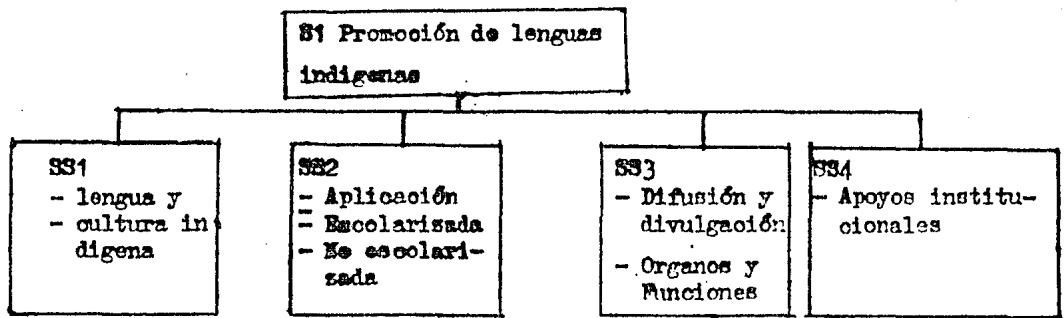 S1 Promoción de lenguas
indigenas
SS1
- lengua y
- cultura in
digena
SS2
- Aplicación
- Escolarizada
- No escolari-
zada
SS3
- Difusión y
divulgación
- Organos y
Funciones
SS4
- Apoyos institu-
cionales